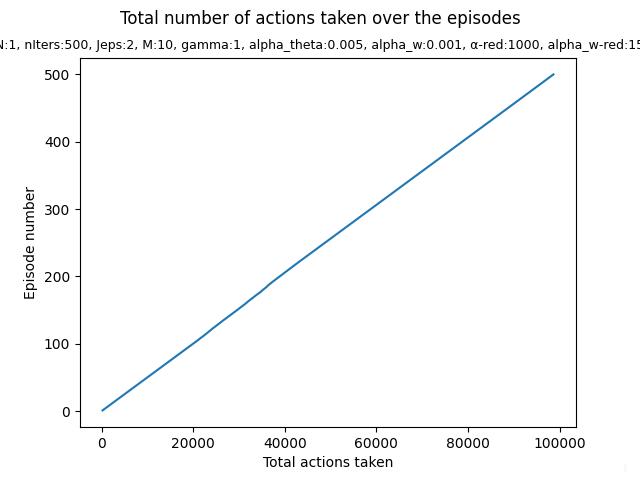 Total number of actions taken over the episodes
N:1, nIters:500, Jeps:2, M:10, gamma:1, alpha_theta:0.005, alpha_w:0.001, α-red:1000, alpha_w-red:15
500
400
300
200
100
0
Episode number
0 20000 40000 60000 80000 100000
Total actions taken